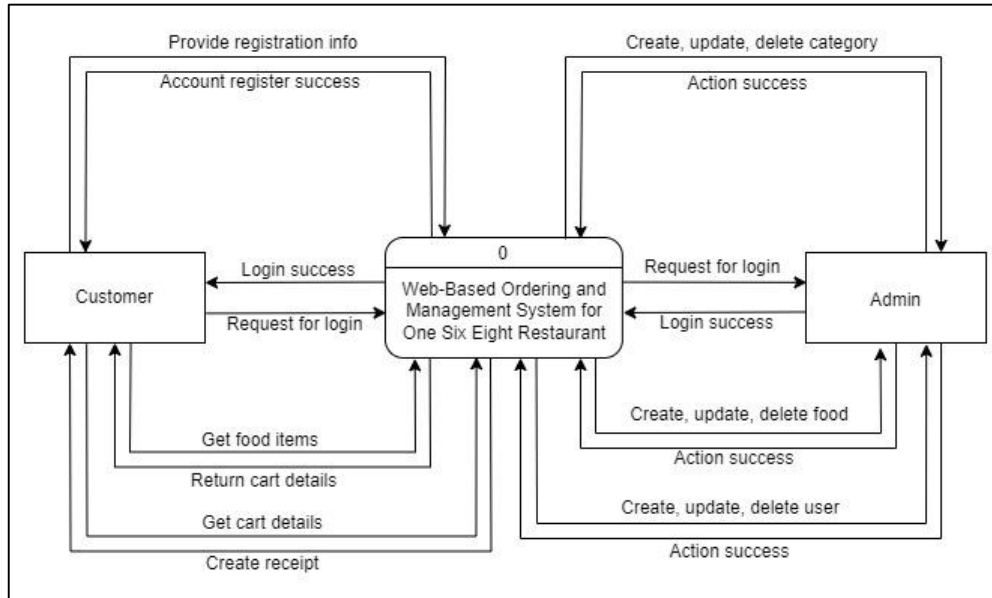 Provide registration info
Account register success
Create, update, delete category
Action success
0
Web-Based Ordering and
Management System for
One Six Eight Restaurant
Customer
Login success
Request for login
Request for login
Login success
Admin
Get food items
Return cart details
Get cart details
Create receipt
Create, update, delete food
Action success
Create, update, delete user
Action success